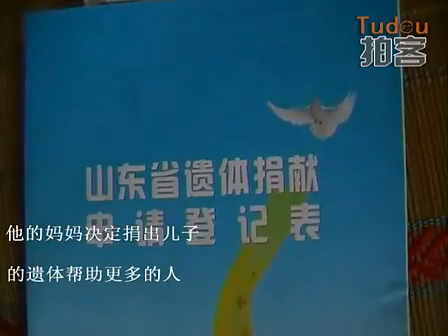 Tudou
拍客
山东省遗体捐献
申请登记表
他的妈妈决定捐出儿子
的遗体帮助更多的人